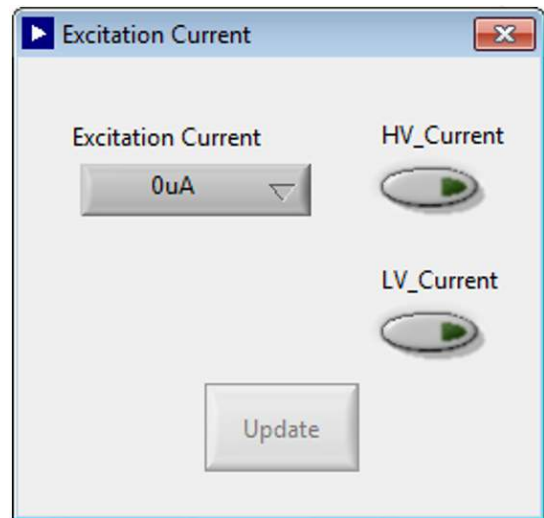 Excitation Current
Excitation Current
HV_Current
0uA
LV_Current
Update